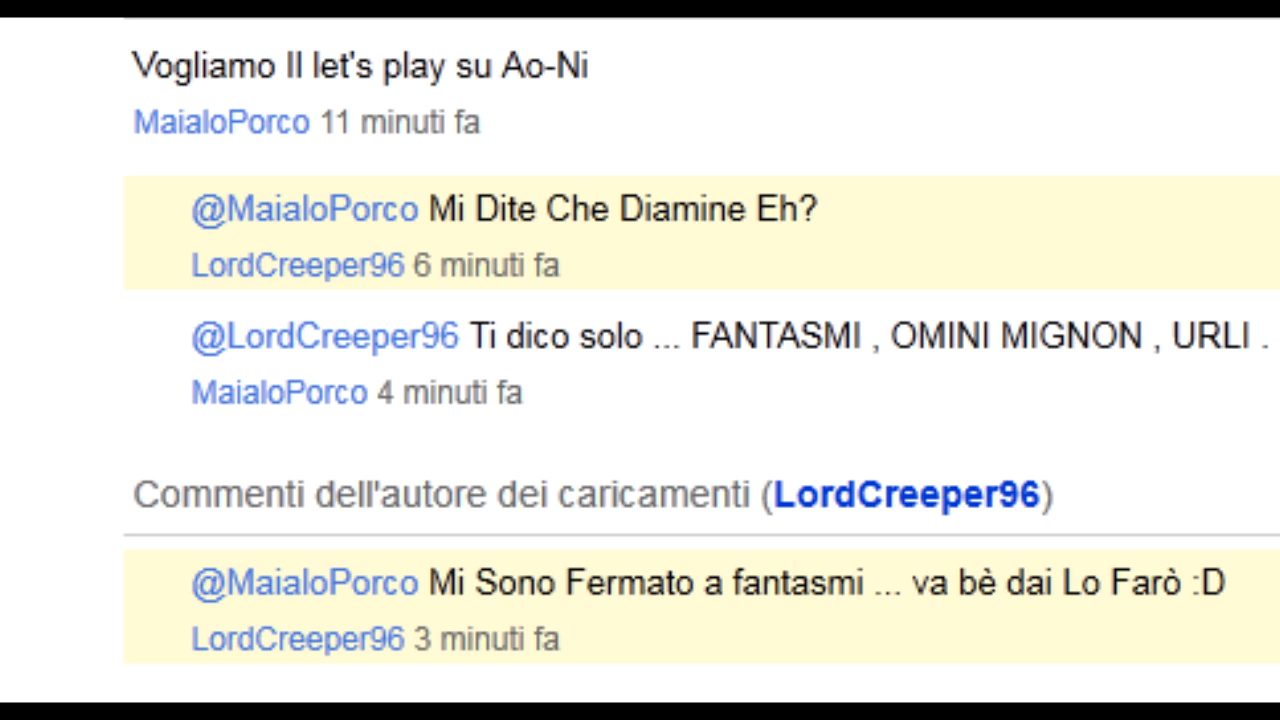 Vogliamo Il let's play su Ao-Ni
MaialoPorco 11 minuti fa
@MaialoPorco Mi Dite Che Diamine Eh?
LordCreeper96 6 minuti fa
@LordCreeper96 Ti dico solo ... FANTASMI , OMINI MIGNON , URLI .
MaialoPorco 4 minuti fa
Commenti dell'autore dei caricamenti (LordCreeper96)
@MaialoPorco Mi Sono Fermato a fantasmi ... va bè dai Lo Farò :D
LordCreeper96 3 minuti fa